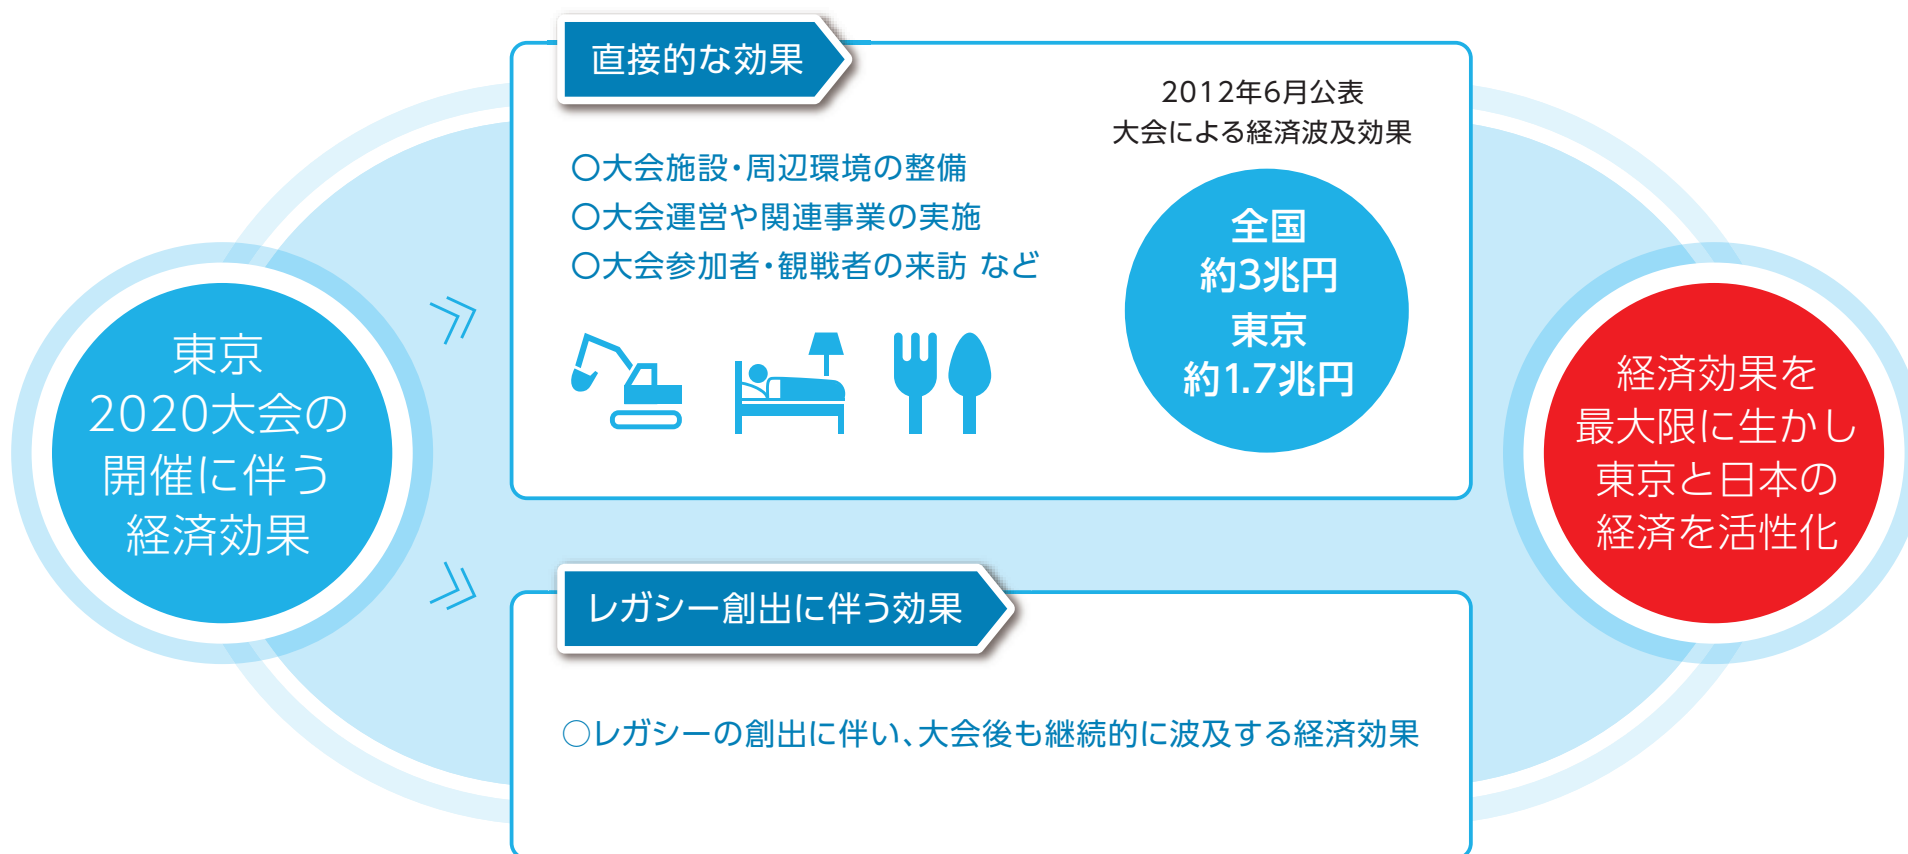 東京
2020大会の
開催に伴う
経済効果
直接的な効果
〇大会施設・周辺環境の整備
〇大会運営や関連事業の実施
〇大会参加者・観戦者の来訪 など
2012年6月公表
大会による経済波及効果
全国
約3兆円
東京
約1.7兆円
レガシー創出に伴う効果
〇レガシーの創出に伴い、大会後も継続的に波及する経済効果
経済効果を
最大限に生かし
東京と日本の
経済を活性化